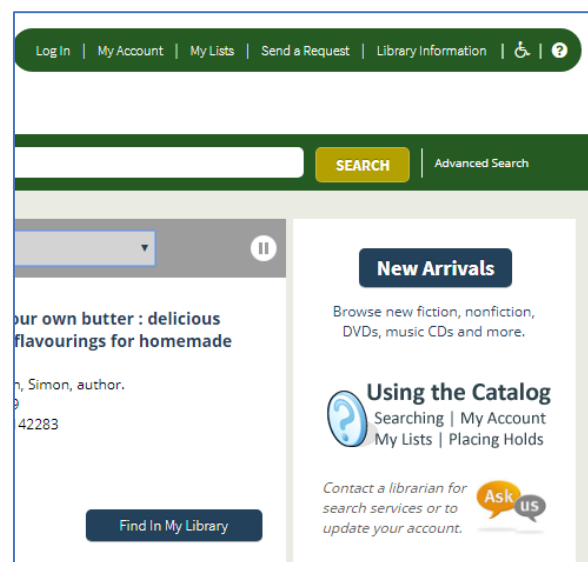 Log In | My Account | My Lists | Send a Request | Library Information | ?
SEARCH | Advanced Search
New Arrivals
Browse new fiction, nonfiction,
DVDs, music CDs and more.
own butter : delicious
flavourings for homemade
Simon, author.
42283
Find In My Library
Using the Catalog
Searching | My Account
My Lists | Placing Holds
Contact a librarian for
search services or to
update your account.
Ask
us